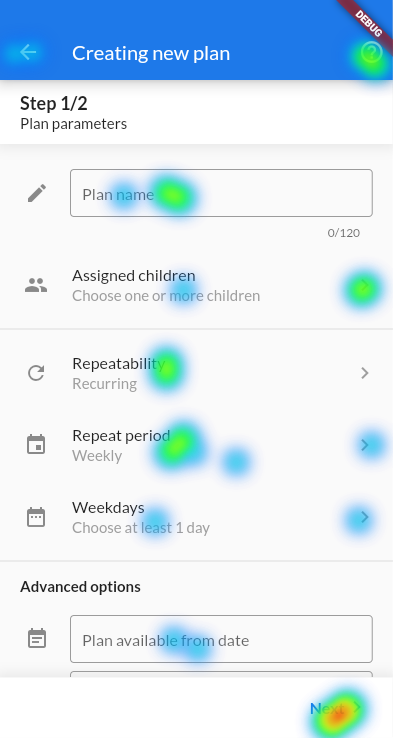 DEBUG
Creating new plan
Step 1/2
Plan parameters
Plan name
0/120
Assigned children
Choose one or more children
Repeatability
Recurring
Repeat period
Weekly
Weekdays
Choose at least 1 day
Advanced options
Plan available from date
Next